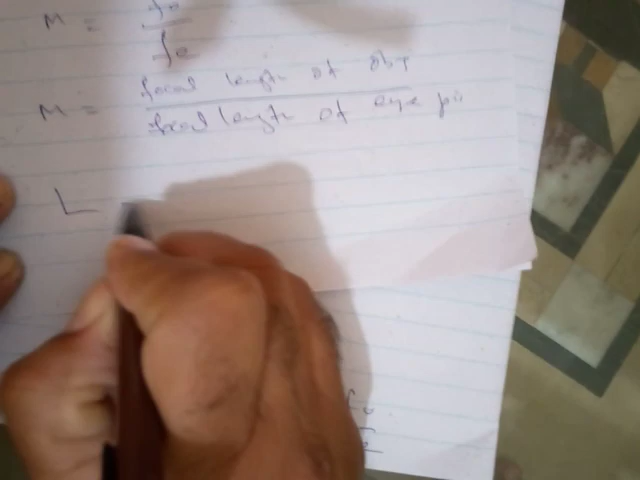 M = fo
fe
M = focal length of obj
focal length of eye pi
L